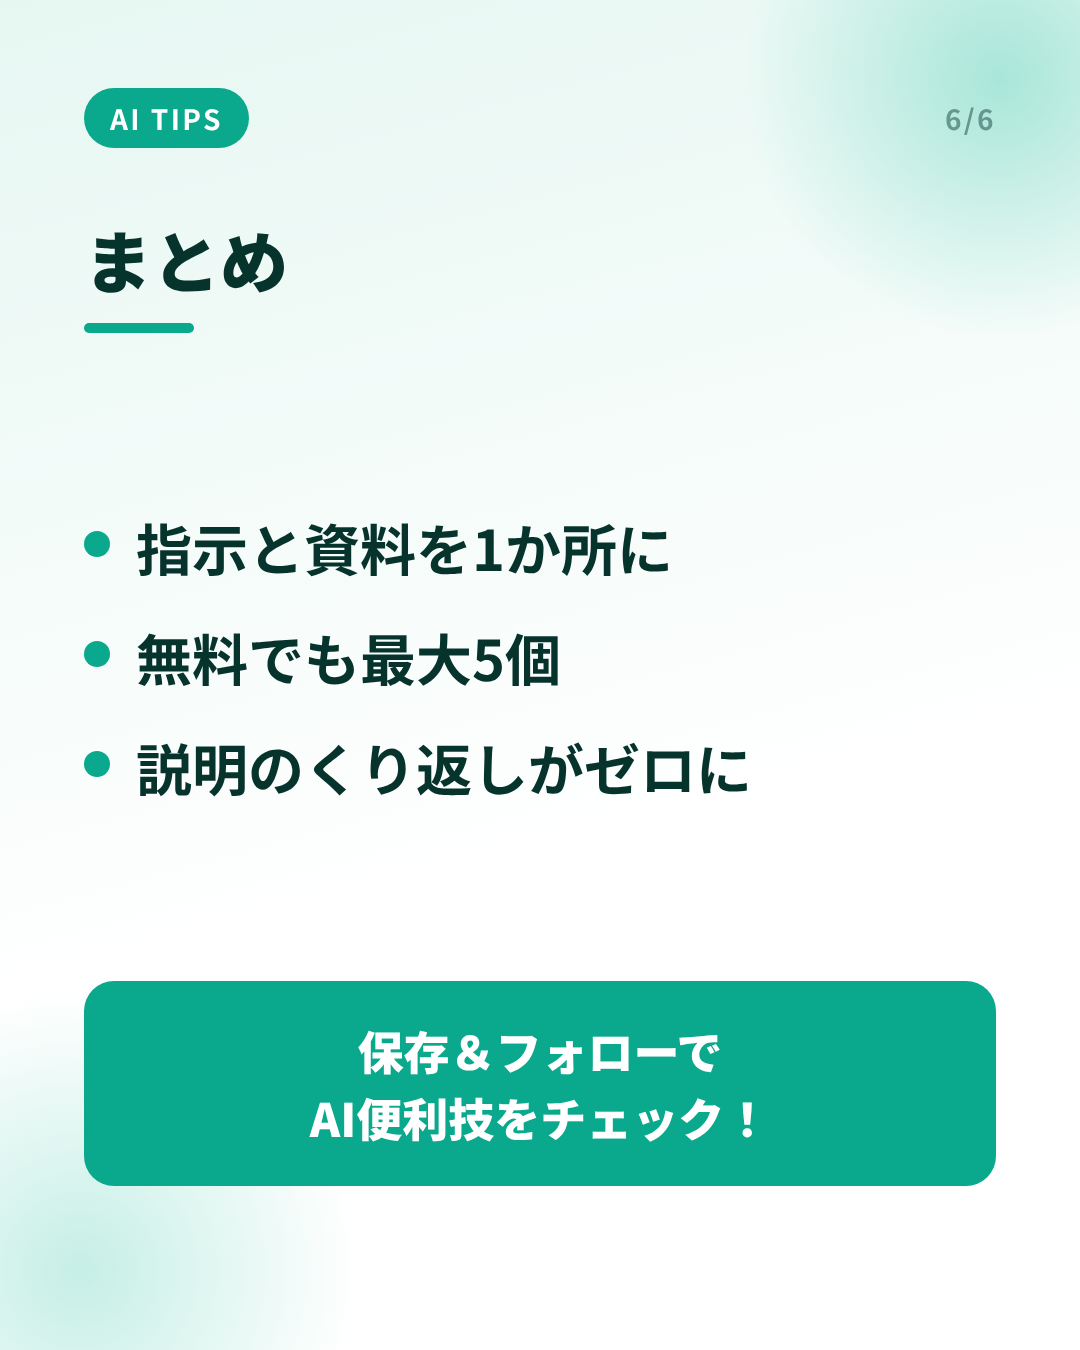 AI TIPS
6/6
まとめ
指示と資料を1か所に
無料でも最大5個
説明のくり返しがゼロに
保存＆フォローで
AI便利技をチェック！